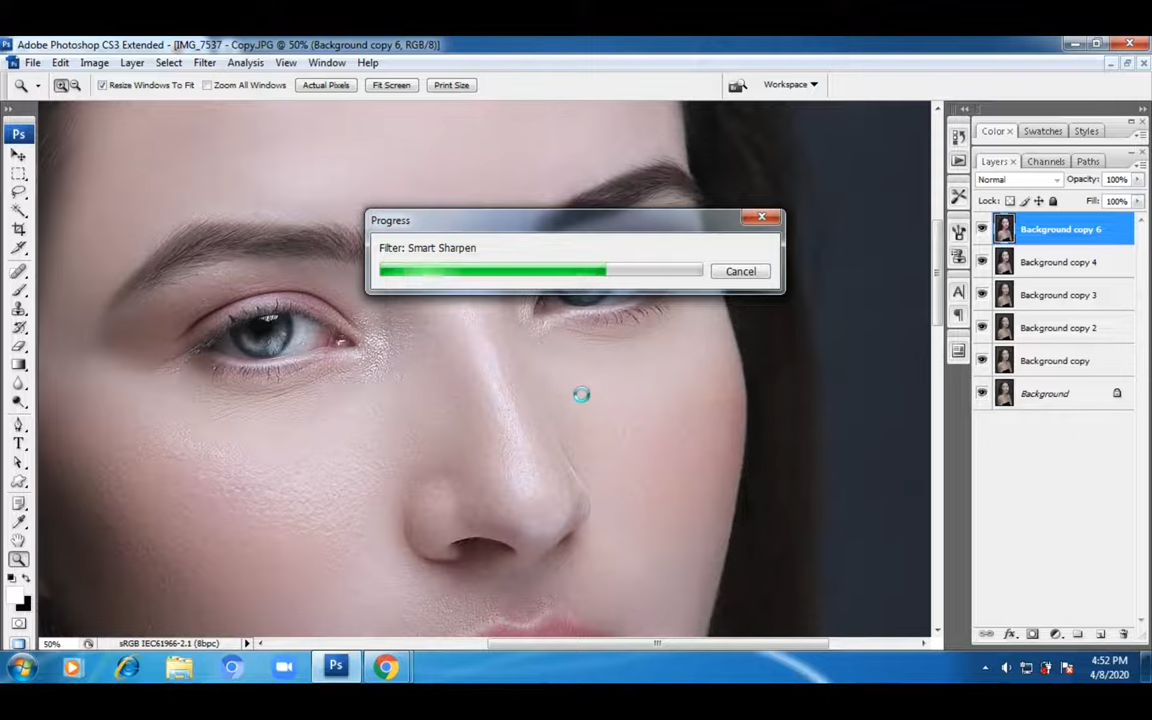 Adobe Photoshop CS3 Extended - [IMG_7537 - Copy.JPG @ 50% (Background copy 6, RGB/8)]
File Edit Image Layer Select Filter Analysis View Window Help
Resize Windows To Fit Zoom All Windows Actual Pixels Fit Screen Print Size Workspace
Ps
Color Swatches Styles
Layers Channels Paths
Normal Opacity: 100%
Lock: Fill: 100%
Background copy 6
Background copy 4
Background copy 3
Background copy 2
Background copy
Background
Progress
Filter: Smart Sharpen
Cancel
T
A
50% sRGB IEC61966-2.1 (8bpc)
Ps
4:52 PM
4/8/2020